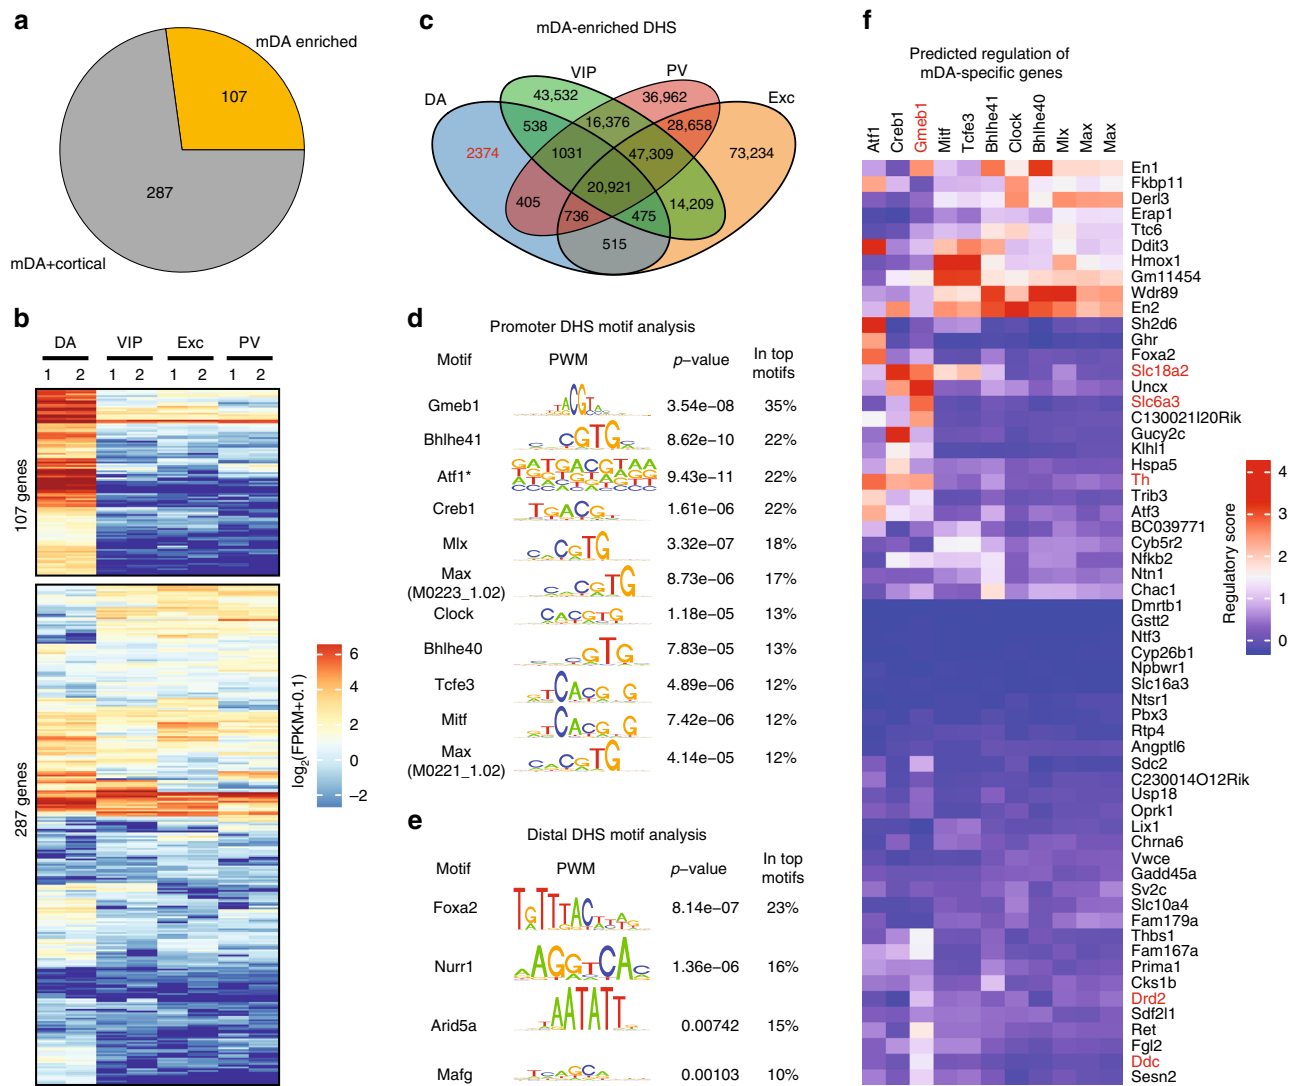 a
mDA enriched
107
287
mDA+cortical
b
DA VIP Exc PV
1 2 1 2 1 2 1 2
107 genes
287 genes
log2(FPKM+0.1)
6
4
2
0
−2
c
mDA-enriched DHS
DA VIP PV Exc
43,532 36,962
538 16,376 28,658
2374 1031 47,309 73,234
20,921
405 736 475 14,209
515
d
Promoter DHS motif analysis
Motif PWM p–value In top motifs
Gmeb1 3.54e−08 35%
Bhlhe41 8.62e−10 22%
Atf1* 9.43e−11 22%
Creb1 1.61e−06 22%
Mlx 3.32e−07 18%
Max (M0223_1.02) 8.73e−06 17%
Clock 1.18e−05 13%
Bhlhe40 7.83e−05 13%
Tcfe3 4.89e−06 12%
Mitf 7.42e−06 12%
Max (M0221_1.02) 4.14e−05 12%
e
Distal DHS motif analysis
Motif PWM p–value In top motifs
Foxa2 8.14e−07 23%
Nurr1 1.36e−06 16%
Arid5a 0.00742 15%
Mafg 0.00103 10%
f
Predicted regulation of
mDA-specific genes
Atf1 Creb1 Gmeb1 Mitf Tcfe3 Bhlhe41 Clock Bhlhe40 Mlx Max Max
En1
Fkbp11
Derl3
Erap1
Ttc6
Ddit3
Hmox1
Gm11454
Wdr89
En2
Sh2d6
Ghr
Foxa2
Slc18a2
Uncx
Slc6a3
C130021I20Rik
Gucy2c
Klhl1
Hspa5
Th
Trib3
Atf3
BC039771
Cyb5r2
Nfkb2
Ntn1
Chac1
Dmrtb1
Gstt2
Ntf3
Cyp26b1
Npbwr1
Slc16a3
Ntsr1
Pbx3
Rtp4
Angptl6
Sdc2
C230014O12Rik
Usp18
Oprk1
Lix1
Chrna6
Vwce
Gadd45a
Sv2c
Slc10a4
Fam179a
Thbs1
Fam167a
Prima1
Cks1b
Drd2
Sdf2l1
Ret
Fgl2
Ddc
Sesn2
Regulatory score
4
3
2
1
0